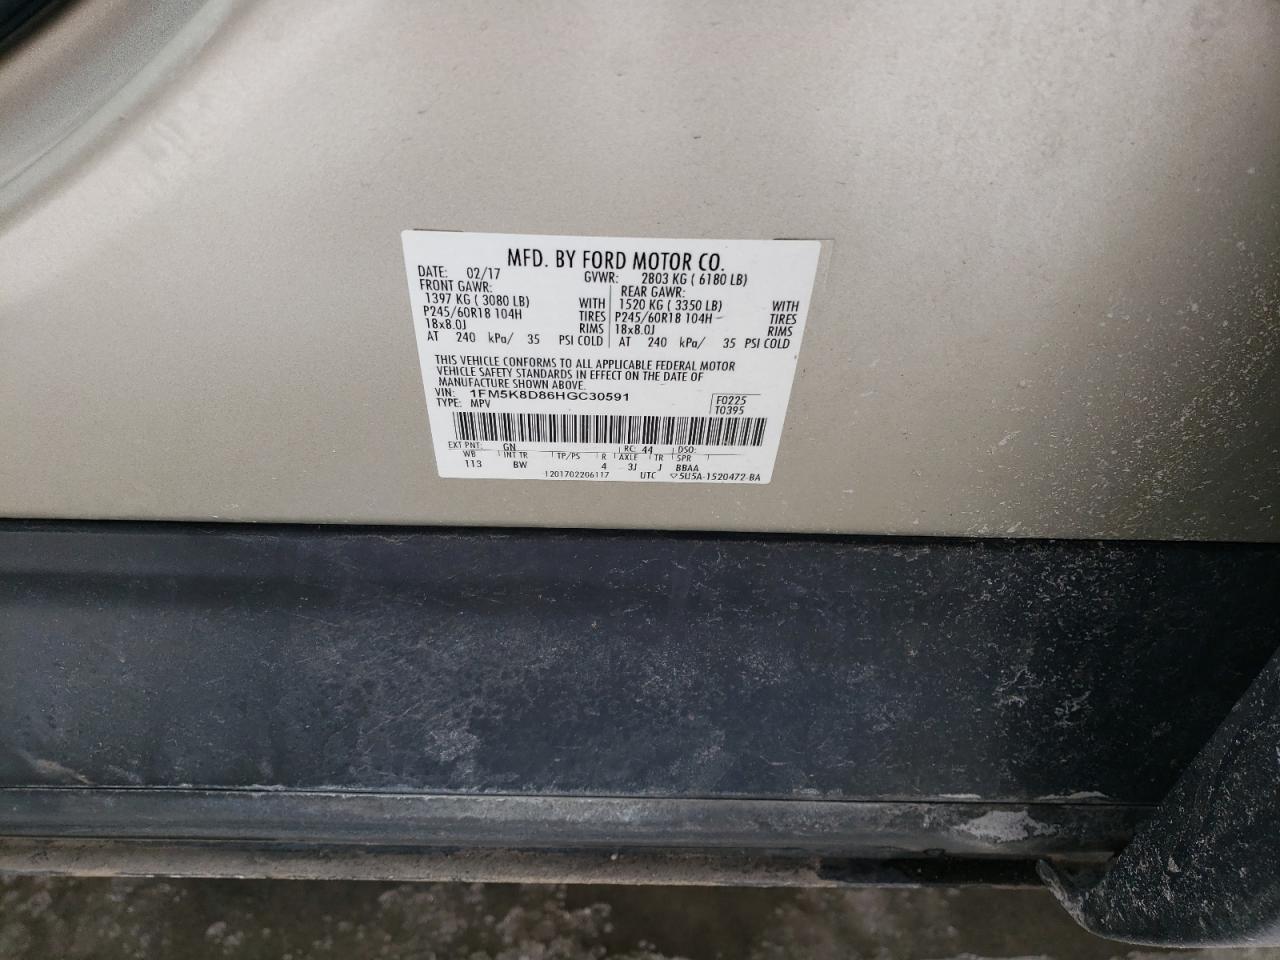 MFD. BY FORD MOTOR CO.
DATE: 02/17 GVWR: 2803 KG ( 6180 LB)
FRONT GAWR: REAR GAWR:
1397 KG ( 3080 LB) WITH 1520 KG ( 3350 LB) WITH
P245/60R18 104H TIRES P245/60R18 104H TIRES
18x8.0J RIMS 18x8.0J RIMS
AT 240 kPa/ 35 PSI COLD AT 240 kPa/ 35 PSI COLD
THIS VEHICLE CONFORMS TO ALL APPLICABLE FEDERAL MOTOR
VEHICLE SAFETY STANDARDS IN EFFECT ON THE DATE OF
MANUFACTURE SHOWN ABOVE.
VIN: 1FM5K8D86HGC30591 F0225
TYPE: MPV T0395
EXT PNT: GN RC: 44 DSO:
WB INT TR TP/PS R AXLE TR SPR
113 BW 4 3J J BBAA
1201702206117 UTC 5U5A-1520472-BA